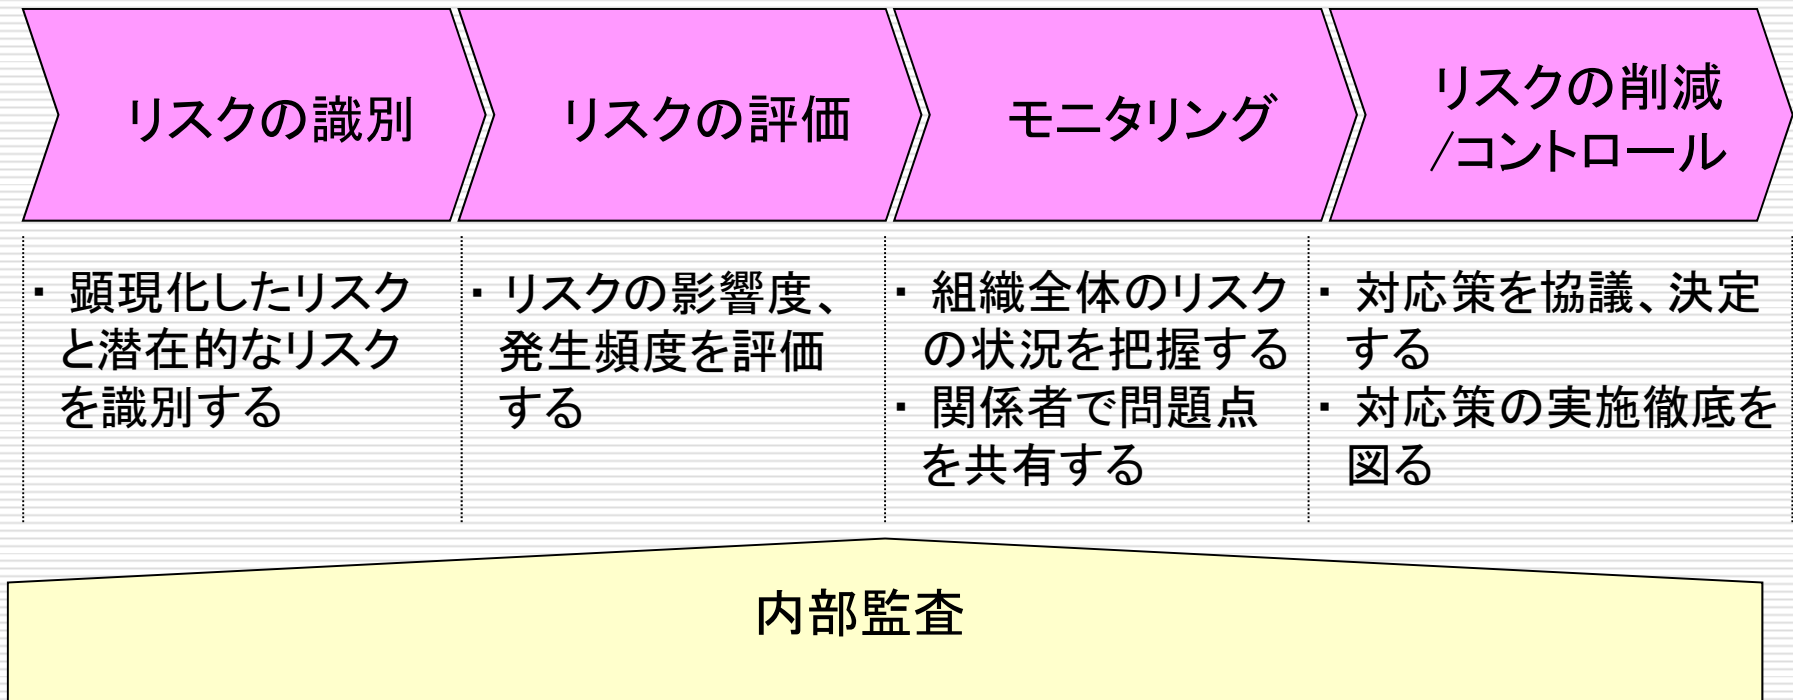 リスクの識別
リスクの評価
モニタリング
リスクの削減
/コントロール
・ 顕現化したリスク
と潜在的なリスク
を識別する
・ リスクの影響度、
発生頻度を評価
する
・ 組織全体のリスク
の状況を把握する
・ 関係者で問題点
を共有する
・ 対応策を協議、決定
する
・ 対応策の実施徹底を
図る
内部監査